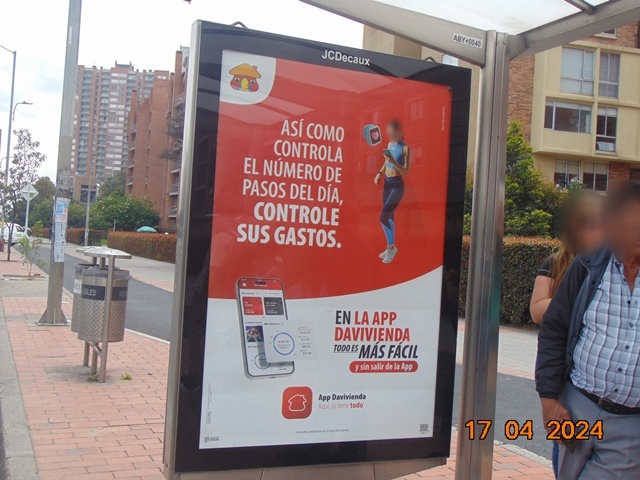 ABY+0040
JCDecaux
ASÍ COMO
CONTROLA
EL NÚMERO DE
PASOS DEL DÍA,
CONTROLE
SUS GASTOS.
EN LA APP
DAVIVIENDA
TODO ES MÁS FÁCIL
y sin salir de la App
App Davivienda
Aquí, lo tiene todo
17 04 2024